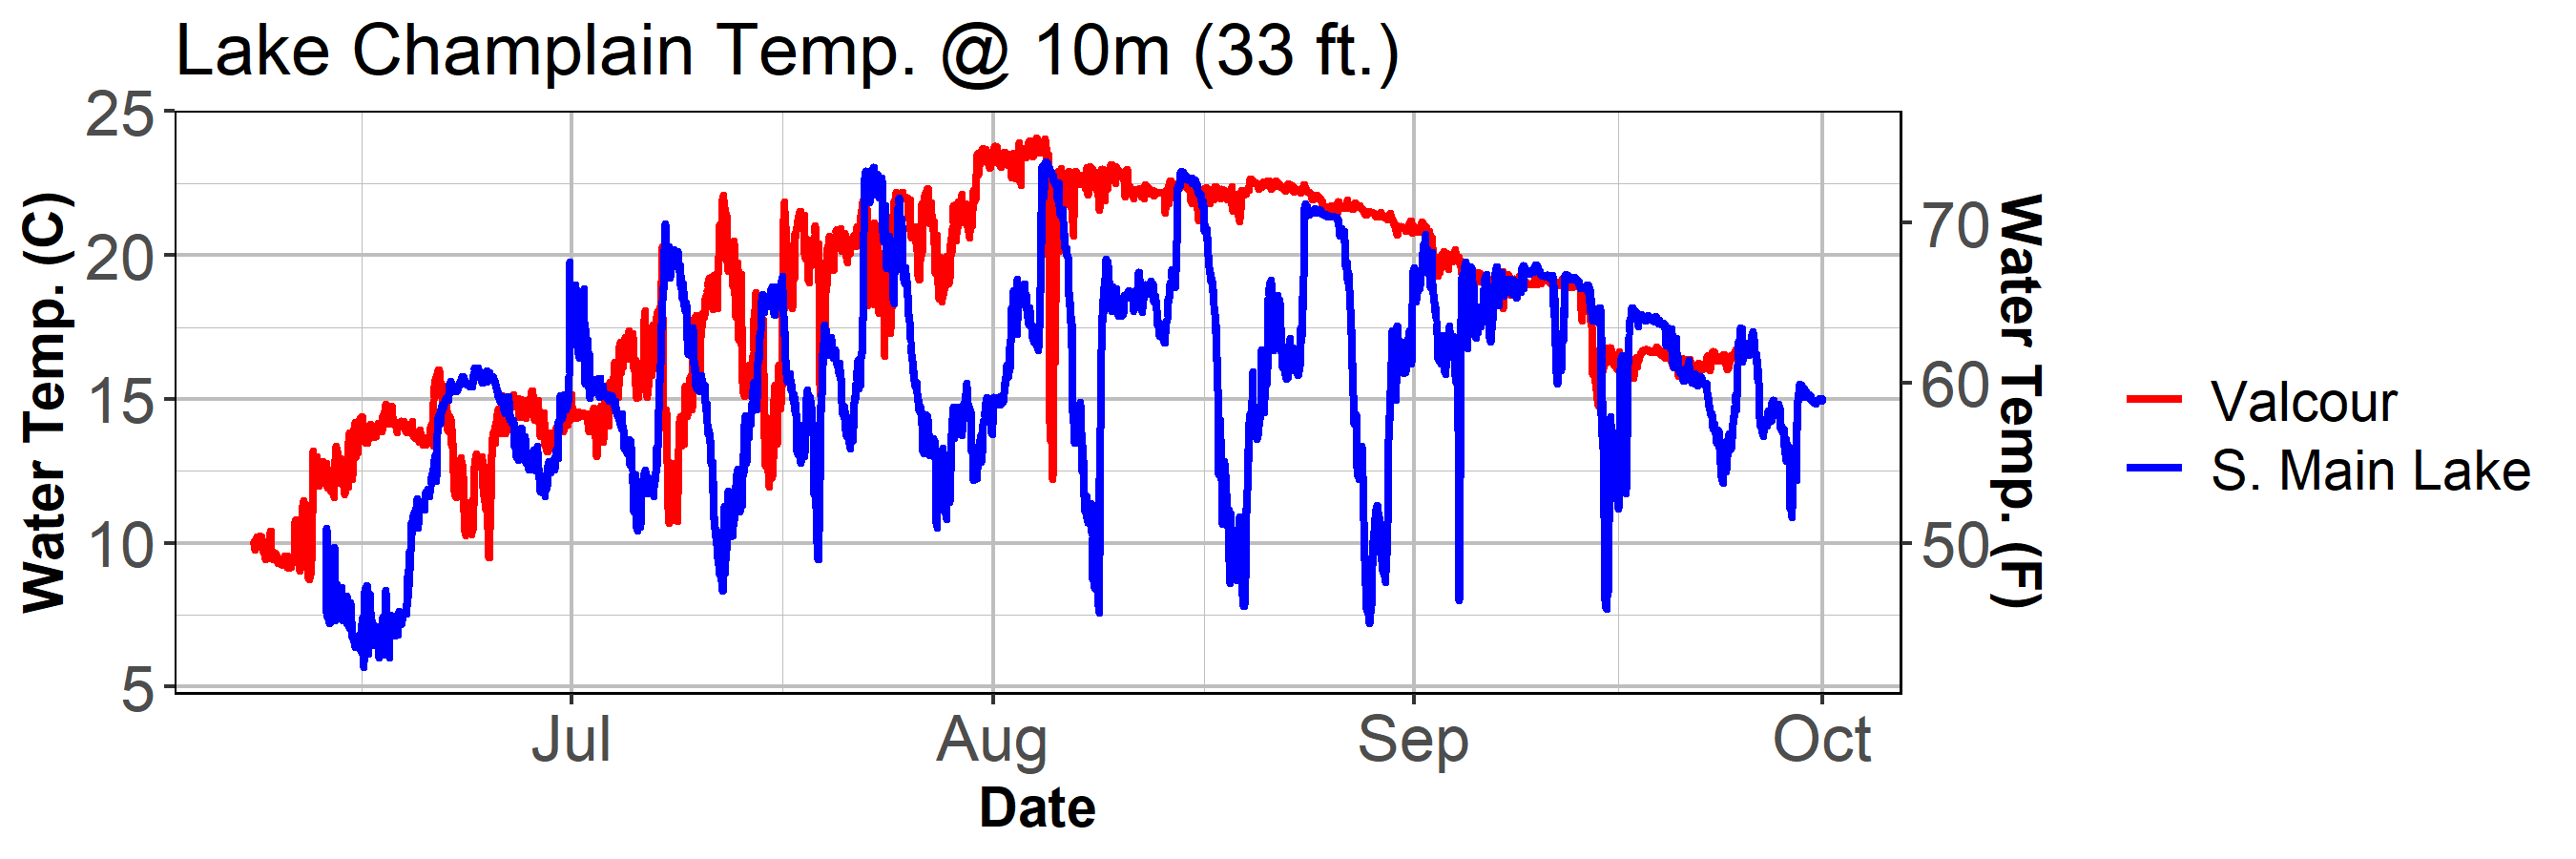 Lake Champlain Temp. @ 10m (33 ft.)
Water Temp. (C)
25
20
15
10
5
70
60
50
Water Temp. (F)
Jul
Aug
Sep
Oct
Date
Valcour
S. Main Lake